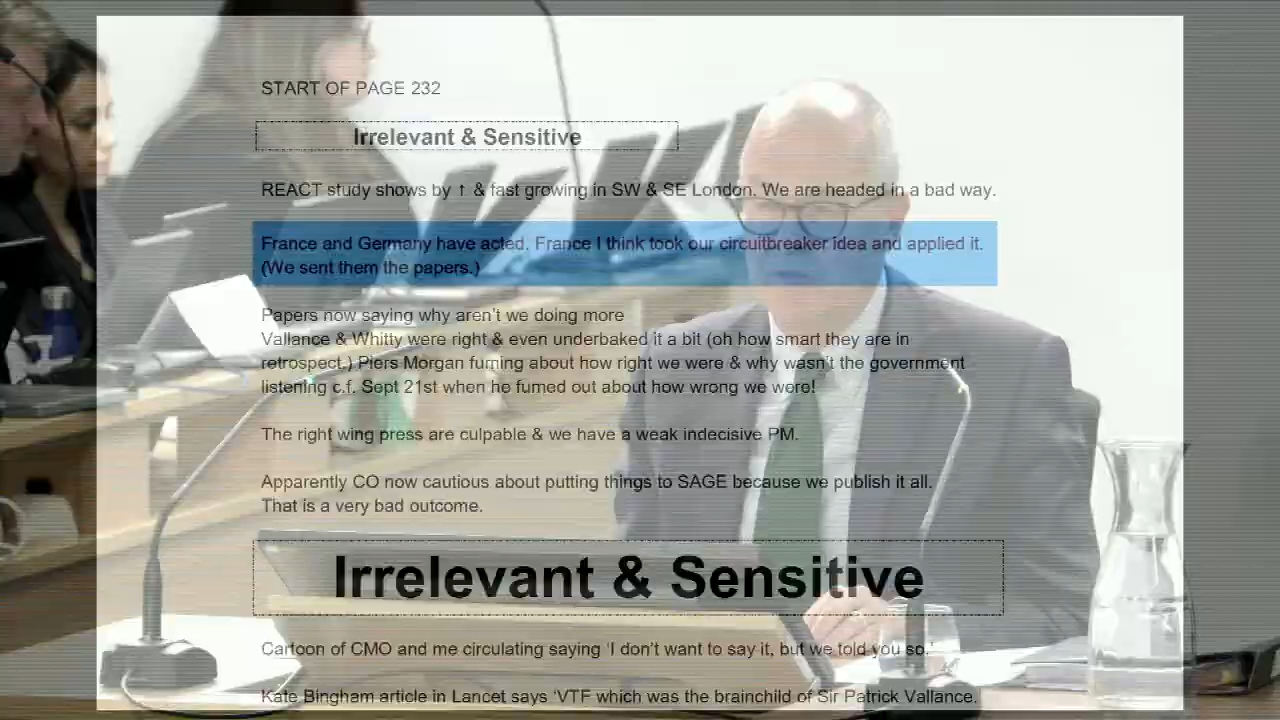 START OF PAGE 232
Irrelevant & Sensitive
REACT study shows by ↑ & fast growing in SW & SE London. We are headed in a bad way.
France and Germany have acted. France I think took our circuitbreaker idea and applied it.
(We sent them the papers.)
Papers now saying why aren't we doing more
Vallance & Whitty were right & even underbaked it a bit (oh how smart they are in
retrospect.) Piers Morgan fuming about how right we were & why wasn't the government
listening c.f. Sept 21st when he fumed out about how wrong we were!
The right wing press are culpable & we have a weak indecisive PM.
Apparently CO now cautious about putting things to SAGE because we publish it all.
That is a very bad outcome.
Irrelevant & Sensitive
Cartoon of CMO and me circulating saying 'I don't want to say it, but we told you so.'
Kate Bingham article in Lancet says 'VTF which was the brainchild of Sir Patrick Vallance.